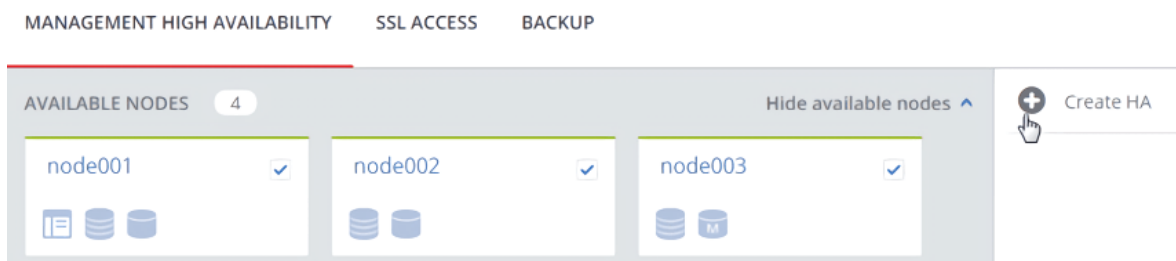 MANAGEMENT HIGH AVAILABILITY SSL ACCESS BACKUP
AVAILABLE NODES 4 Hide available nodes Create HA
node001 node002 node003
M